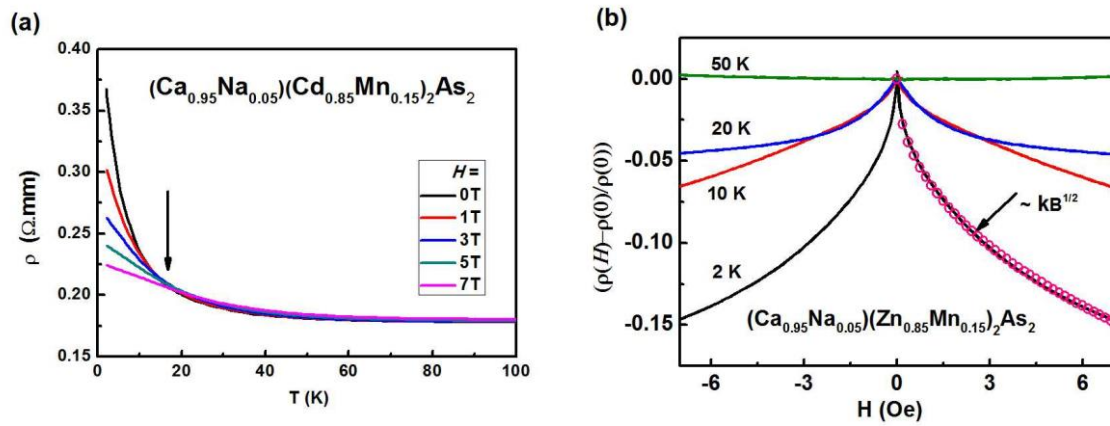 (a)
0.40
0.35
0.30
0.25
0.20
0.15
ρ (Ω.mm)
(Ca0.95Na0.05)(Cd0.85Mn0.15)2As2
H =
0T
1T
3T
5T
7T
0
20
40
60
80
100
T (K)
(b)
0.00
-0.05
-0.10
-0.15
(ρ(H)–ρ(0)/ρ(0))
50 K
20 K
10 K
2 K
~ kB1/2
(Ca0.95Na0.05)(Zn0.85Mn0.15)2As2
-6
-3
0
3
6
H (Oe)